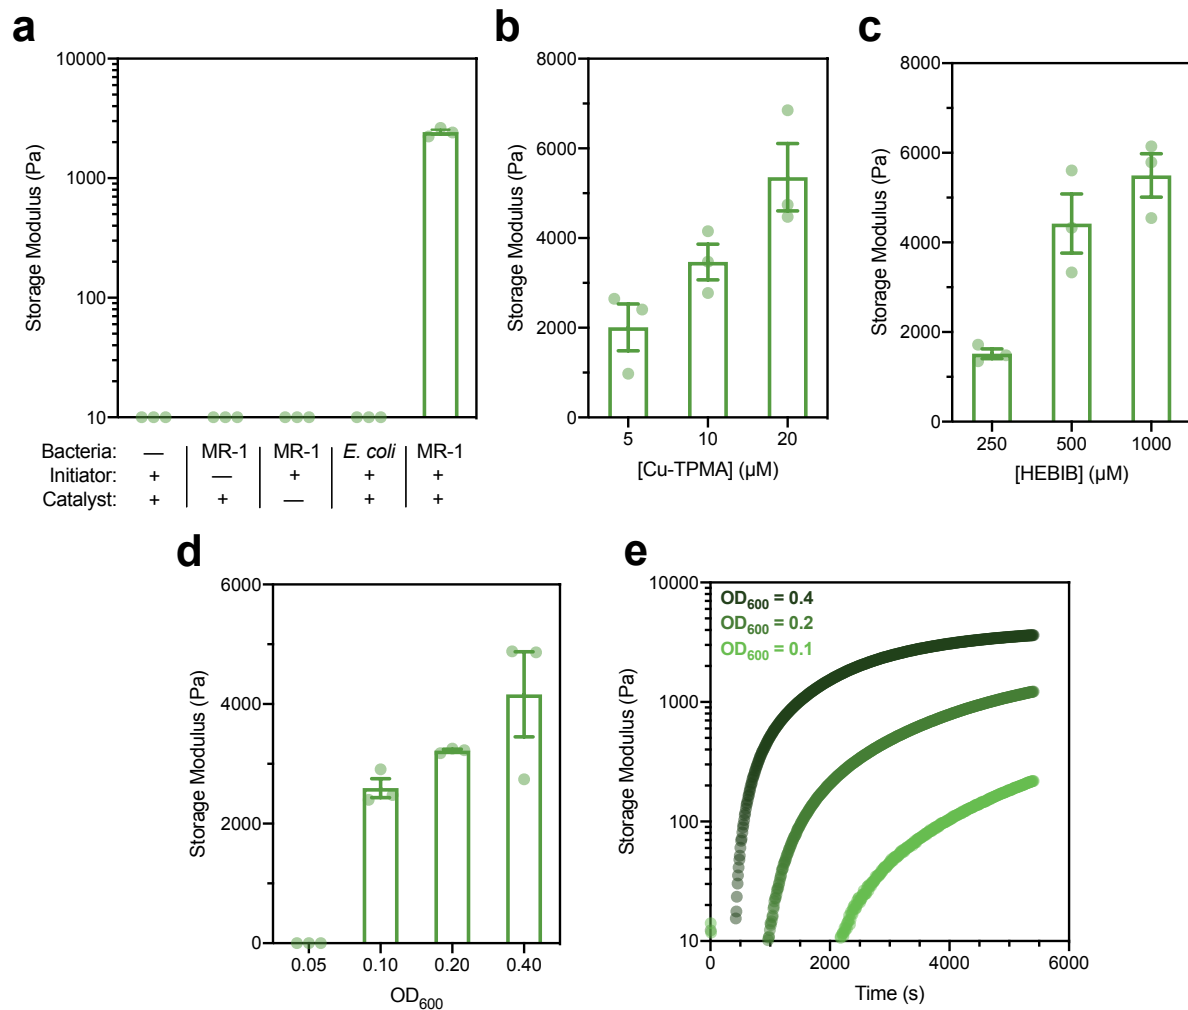 a
10000
1000
100
10
Storage Modulus (Pa)
Bacteria: — MR-1 MR-1 E. coli MR-1
Initiator: + — + + +
Catalyst: + + — + +
b
8000
6000
4000
2000
0
Storage Modulus (Pa)
5 10 20
[Cu-TPMA] (µM)
c
8000
6000
4000
2000
0
Storage Modulus (Pa)
250 500 1000
[HEBIB] (µM)
d
6000
4000
2000
0
Storage Modulus (Pa)
0.05 0.10 0.20 0.40
OD600
e
10000
1000
100
10
Storage Modulus (Pa)
OD600 = 0.4
OD600 = 0.2
OD600 = 0.1
0 2000 4000 6000
Time (s)